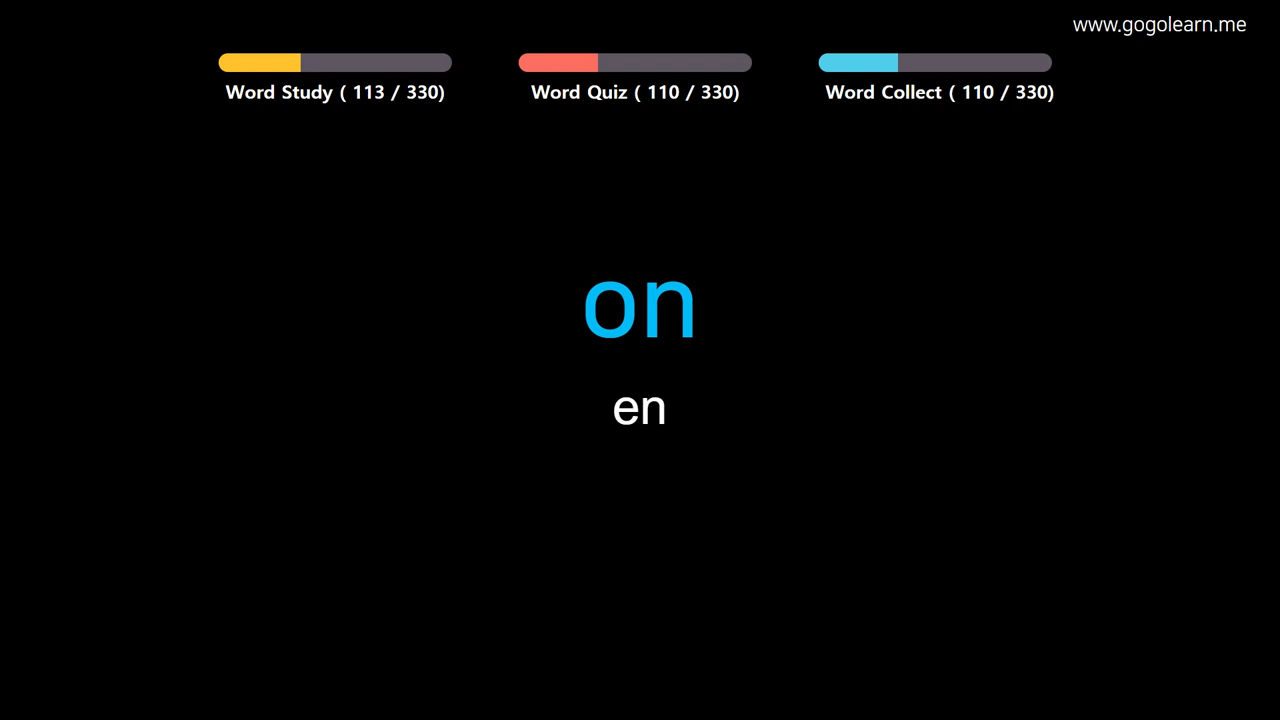 www.gogolearn.me
Word Study ( 113 / 330)
Word Quiz ( 110 / 330)
Word Collect ( 110 / 330)
on
en